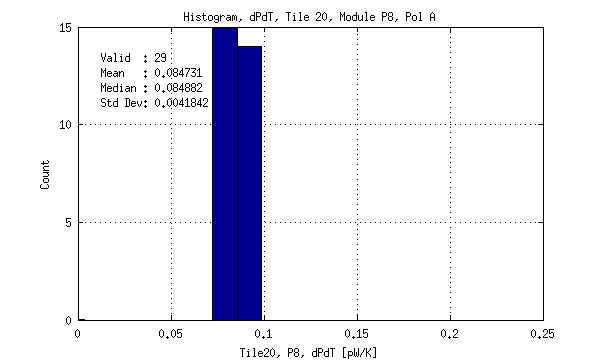 Histogram, dPdT, Tile 20, Module P8, Pol A
15
Valid : 29
Mean : 0.084731
Median : 0.084882
Std Dev: 0.0041842
10
Count
5
0
0 0.05 0.1 0.15 0.2 0.25
Tile20, P8, dPdT [pW/K]